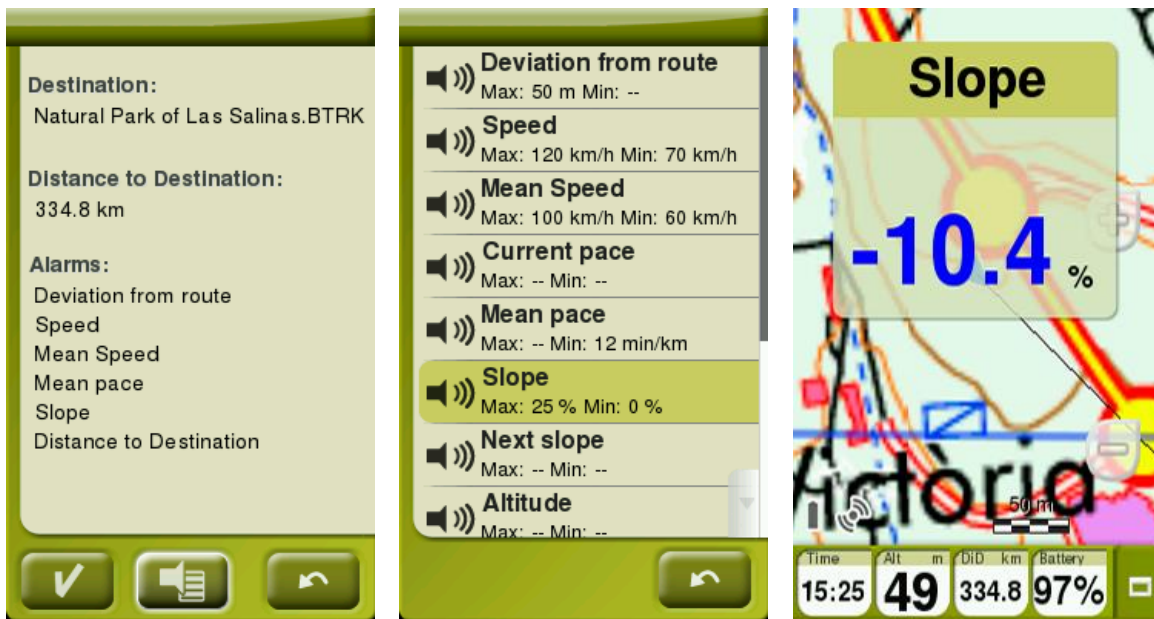 Destination:
Natural Park of Las Salinas.BTRK
Distance to Destination:
334.8 km
Alarms:
Deviation from route
Speed
Mean Speed
Mean pace
Slope
Distance to Destination
Deviation from route
Max: 50 m Min: --
Speed
Max: 120 km/h Min: 70 km/h
Mean Speed
Max: 100 km/h Min: 60 km/h
Current pace
Max: -- Min: --
Mean pace
Max: -- Min: 12 min/km
Slope
Max: 25 % Min: 0 %
Next slope
Max: -- Min: --
Altitude
Max: -- Min: --
Slope
-10.4 %
Victòria
50 m
Time Alt m DiD km Battery
15:25 49 334.8 97%